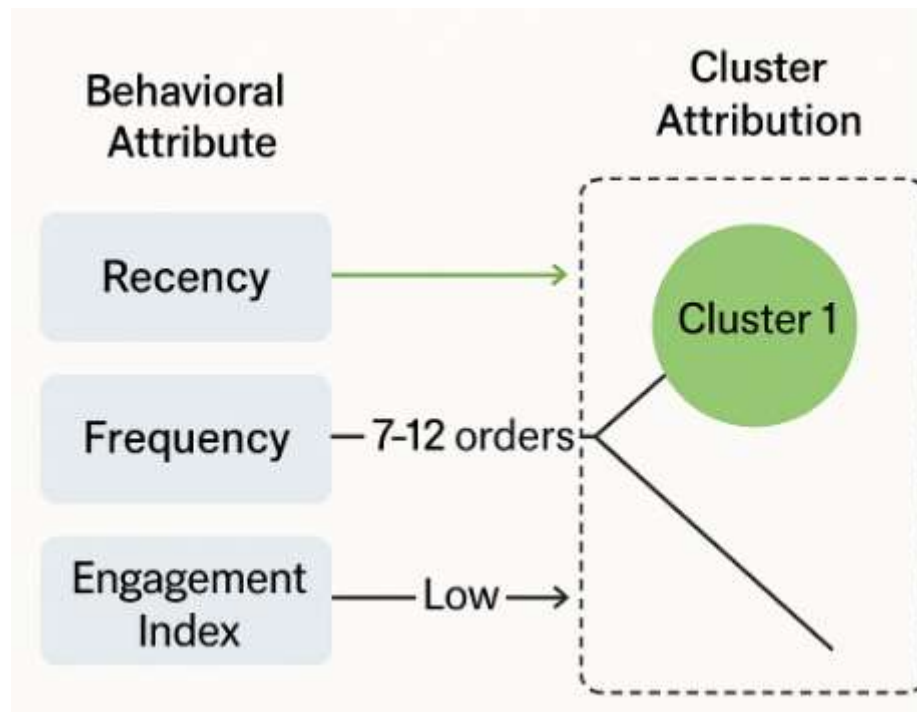 Behavioral
Attribute
Cluster
Attribution
Recency
Cluster 1
Frequency
7-12 orders
Engagement
Index
Low